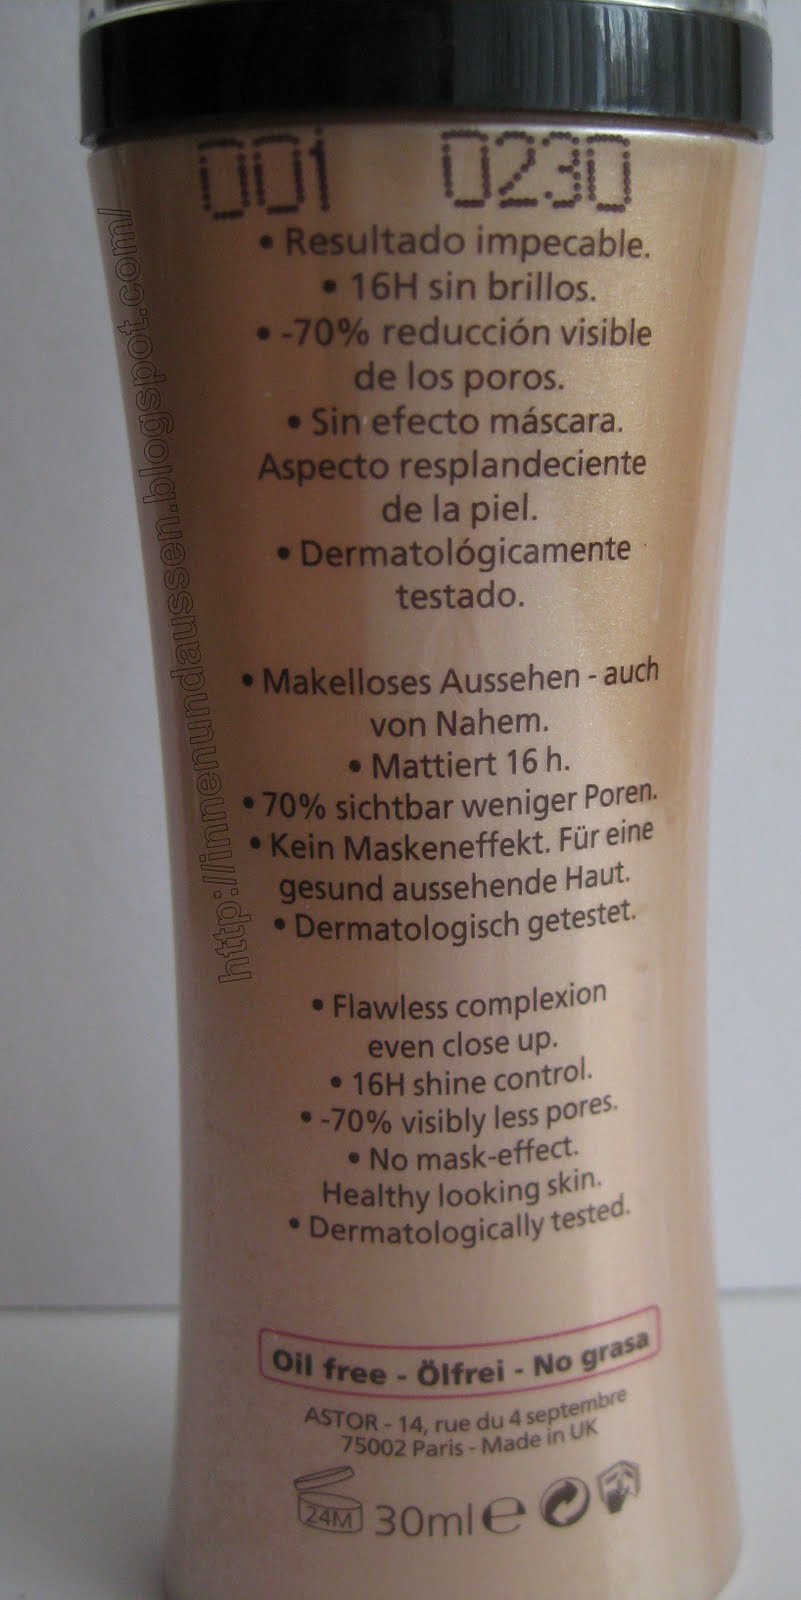 001 0230
• Resultado impecable.
• 16H sin brillos.
• -70% reducción visible
de los poros.
• Sin efecto máscara.
Aspecto resplandeciente
de la piel.
• Dermatológicamente
testado.
• Makelloses Aussehen - auch
von Nahem.
• Mattiert 16 h.
• 70% sichtbar weniger Poren.
• Kein Maskeneffekt. Für eine
gesund aussehende Haut.
• Dermatologisch getestet.
• Flawless complexion
even close up.
• 16H shine control.
• -70% visibly less pores.
• No mask-effect.
Healthy looking skin.
• Dermatologically tested.
Oil free - Ölfrei - No grasa
ASTOR - 14, rue du 4 septembre
75002 Paris - Made in UK
24M 30ml e
http://innenundaussen.blogspot.com/